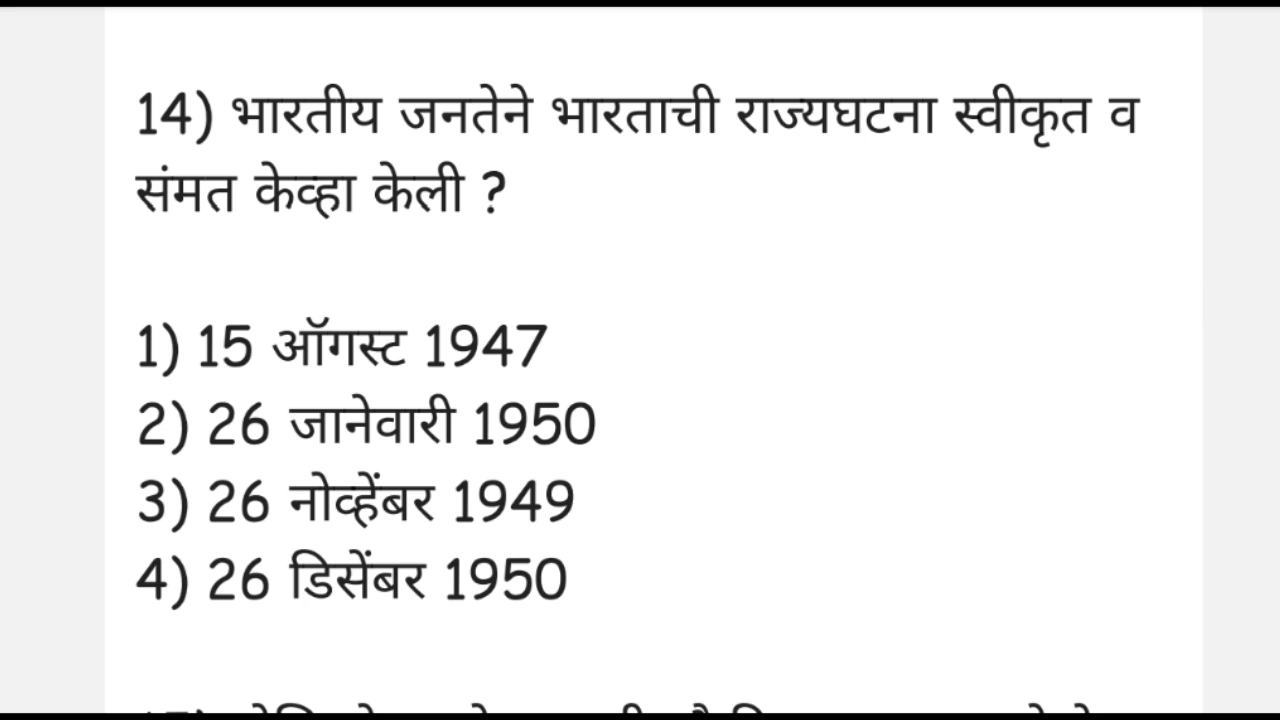 14) भारतीय जनतेने भारताची राज्यघटना स्वीकृत व
संमत केव्हा केली ?
1) 15 ऑगस्ट 1947
2) 26 जानेवारी 1950
3) 26 नोव्हेंबर 1949
4) 26 डिसेंबर 1950